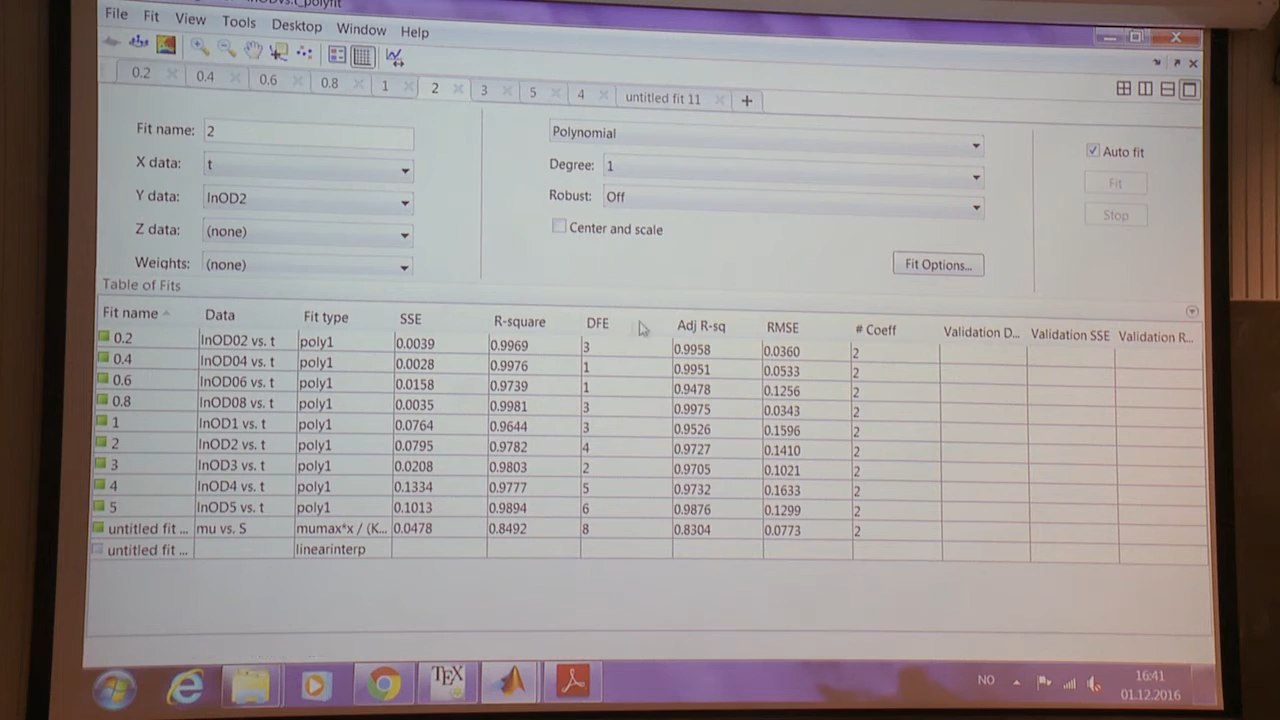 File Fit View Tools Desktop Window Help
0.2 0.4 0.6 0.8 1 2 3 5 4 untitled fit 11 +
Fit name: 2
X data: t
Y data: lnOD2
Z data: (none)
Weights: (none)
Polynomial
Degree: 1
Robust: Off
Center and scale
Fit Options...
Auto fit
Fit
Stop
Table of Fits
Fit name Data Fit type SSE R-square DFE Adj R-sq RMSE # Coeff Validation D... Validation SSE Validation R...
0.2 lnOD02 vs. t poly1 0.0039 0.9969 3 0.9958 0.0360 2
0.4 lnOD04 vs. t poly1 0.0028 0.9976 1 0.9951 0.0533 2
0.6 lnOD06 vs. t poly1 0.0158 0.9739 1 0.9478 0.1256 2
0.8 lnOD08 vs. t poly1 0.0035 0.9981 3 0.9975 0.0343 2
1 lnOD1 vs. t poly1 0.0764 0.9644 3 0.9526 0.1596 2
2 lnOD2 vs. t poly1 0.0795 0.9782 4 0.9727 0.1410 2
3 lnOD3 vs. t poly1 0.0208 0.9803 2 0.9705 0.1021 2
4 lnOD4 vs. t poly1 0.1334 0.9777 5 0.9732 0.1633 2
5 lnOD5 vs. t poly1 0.1013 0.9894 6 0.9876 0.1299 2
untitled fit ... mu vs. S mumax*x / (K... 0.0478 0.8492 8 0.8304 0.0773 2
untitled fit ... linearinterp
TEX
NO
16:41
01.12.2016